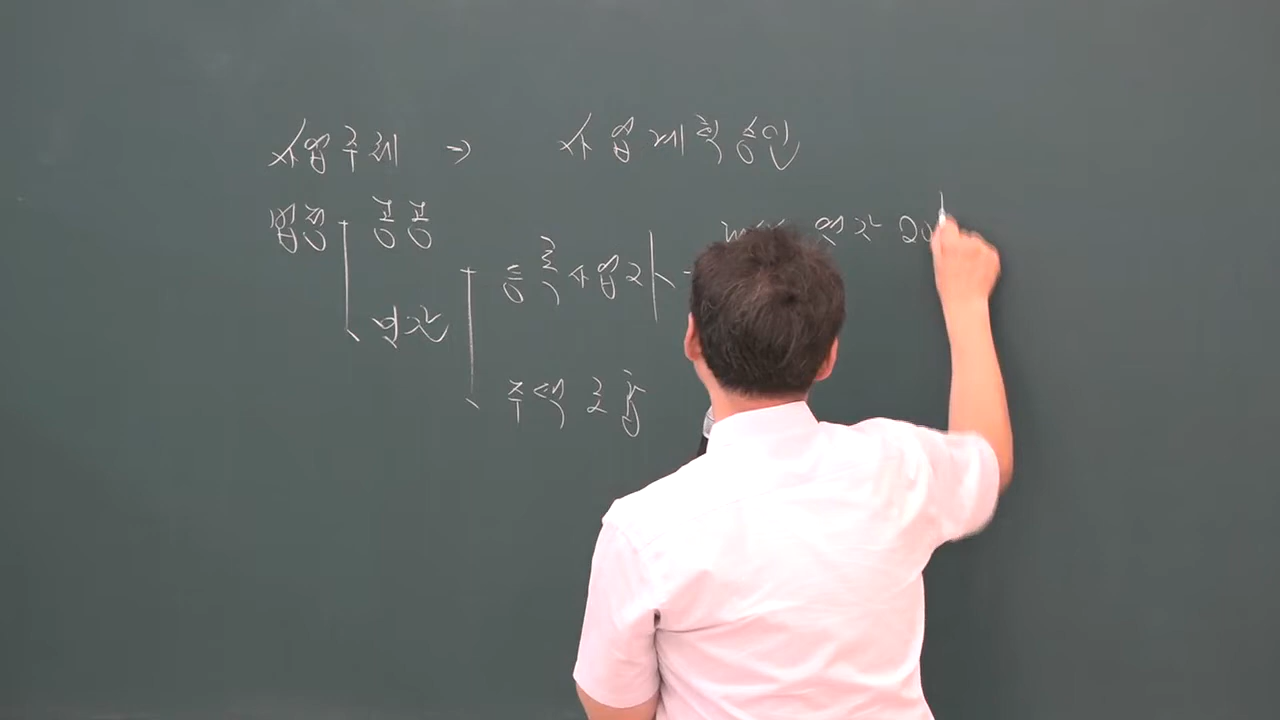 사업주체 → 사업계획승인
법정 공공
연간 20
등록사업자
민간
주택조합